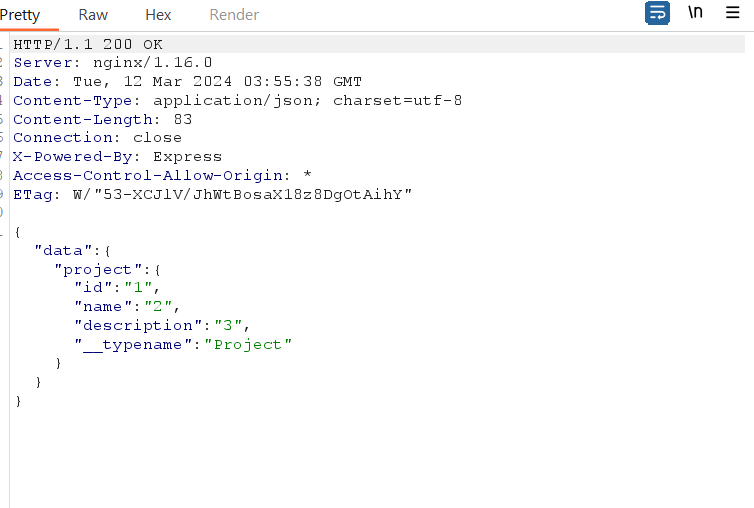 Pretty Raw Hex Render \n
HTTP/1.1 200 OK
Server: nginx/1.16.0
Date: Tue, 12 Mar 2024 03:55:38 GMT
Content-Type: application/json; charset=utf-8
Content-Length: 83
Connection: close
X-Powered-By: Express
Access-Control-Allow-Origin: *
ETag: W/"53-XCJlV/JhWtBosaX18z8DgOtAihY"
{
"data":{
"project":{
"id":"1",
"name":"2",
"description":"3",
"__typename":"Project"
}
}
}